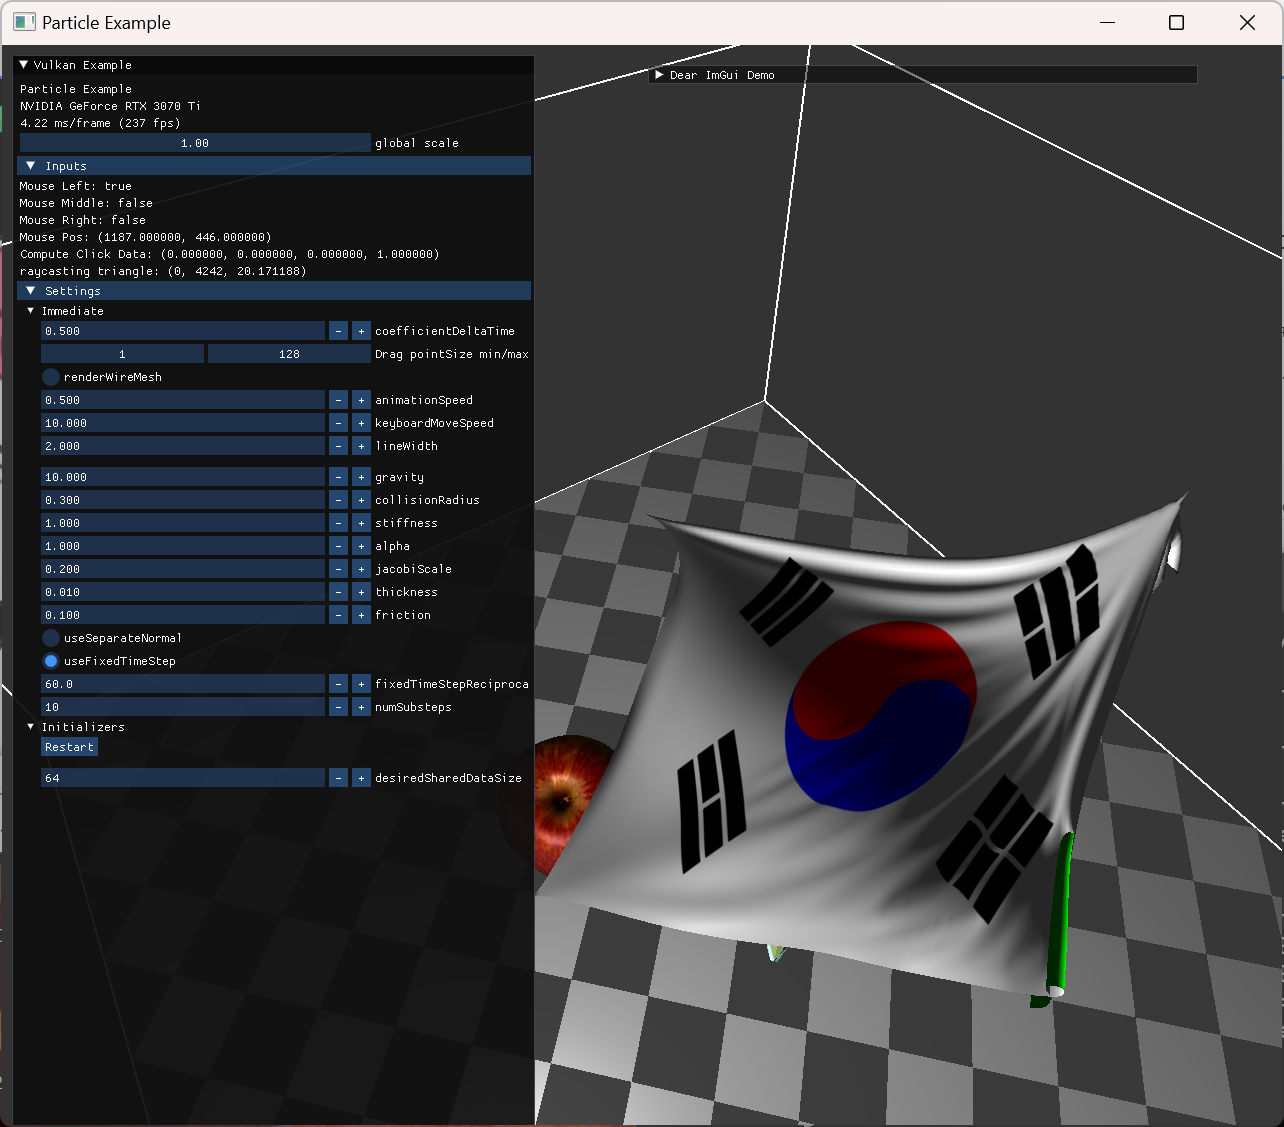 Particle Example
Vulkan Example
Particle Example
NVIDIA GeForce RTX 3070 Ti
4.22 ms/frame (237 fps)
1.00 global scale
Inputs
Mouse Left: true
Mouse Middle: false
Mouse Right: false
Mouse Pos: (1187.000000, 446.000000)
Compute Click Data: (0.000000, 0.000000, 0.000000, 1.000000)
raycasting triangle: (0, 4242, 20.171188)
Settings
Immediate
0.500 - + coefficientDeltaTime
1 128 Drag pointSize min/max
renderWireMesh
0.500 - + animationSpeed
10.000 - + keyboardMoveSpeed
2.000 - + lineWidth
10.000 - + gravity
0.300 - + collisionRadius
1.000 - + stiffness
1.000 - + alpha
0.200 - + jacobiScale
0.010 - + thickness
0.100 - + friction
useSeparateNormal
useFixedTimeStep
60.0 - + fixedTimeStepReciproca
10 - + numSubsteps
Initializers
Restart
64 - + desiredSharedDataSize
Dear ImGui Demo